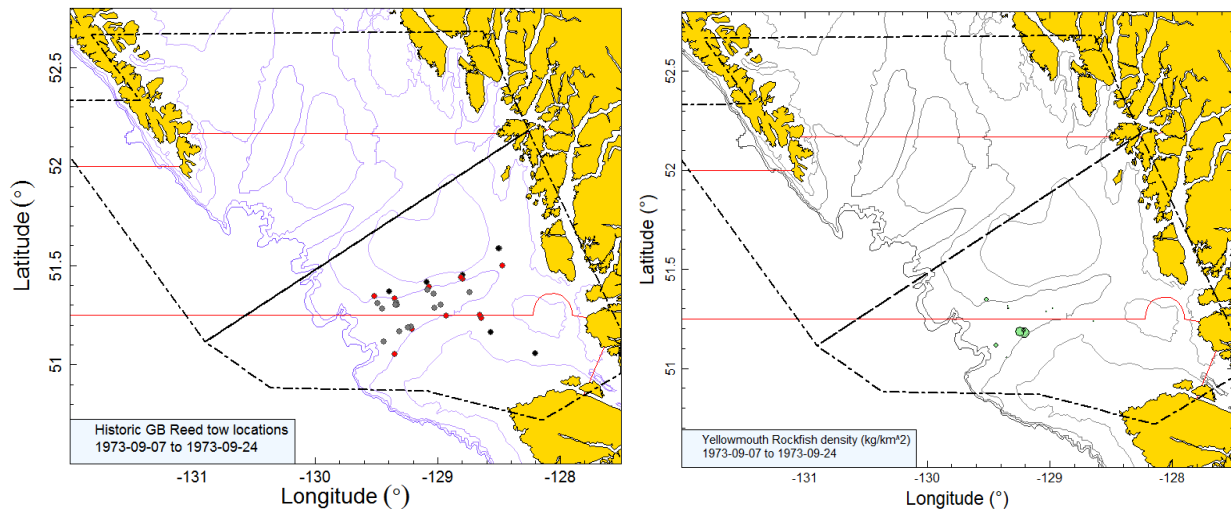 52.5
52
51.5
51
Latitude (°)
Historic GB Reed tow locations
1973-09-07 to 1973-09-24
-131
-130
-129
-128
Longitude (°)
52.5
52
51.5
51
Latitude (°)
Yellowmouth Rockfish density (kg/km^2)
1973-09-07 to 1973-09-24
-131
-130
-129
-128
Longitude (°)